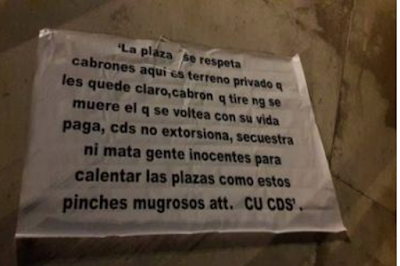 'La plaza se respeta
cabrones aqui es terreno privado q
les quede claro,cabron q tire ng se
muere el q se voltea con su vida
paga, cds no extorsiona, secuestra
ni mata gente inocentes para
calentar las plazas como estos
pinches mugrosos att. CU CDS'.